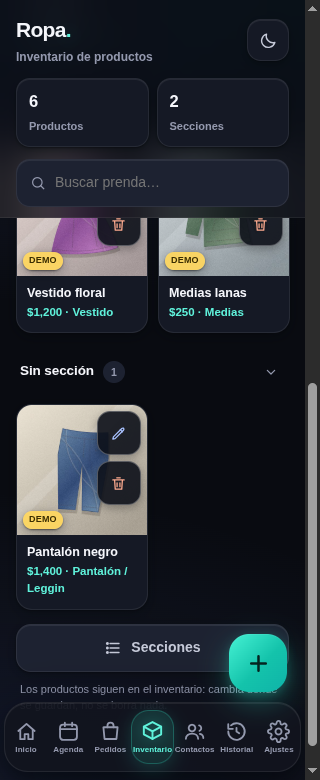 Ropa.
Inventario de productos
6
Productos
2
Secciones
Buscar prenda…
DEMO
DEMO
Vestido floral
$1,200 · Vestido
Medias lanas
$250 · Medias
Sin sección
1
DEMO
Pantalón negro
$1,400 · Pantalón /
Leggin
Secciones
Los productos siguen en el inventario: cambia donde
Inicio
Agenda
Pedidos
Inventario
Contactos
Historial
Ajustes